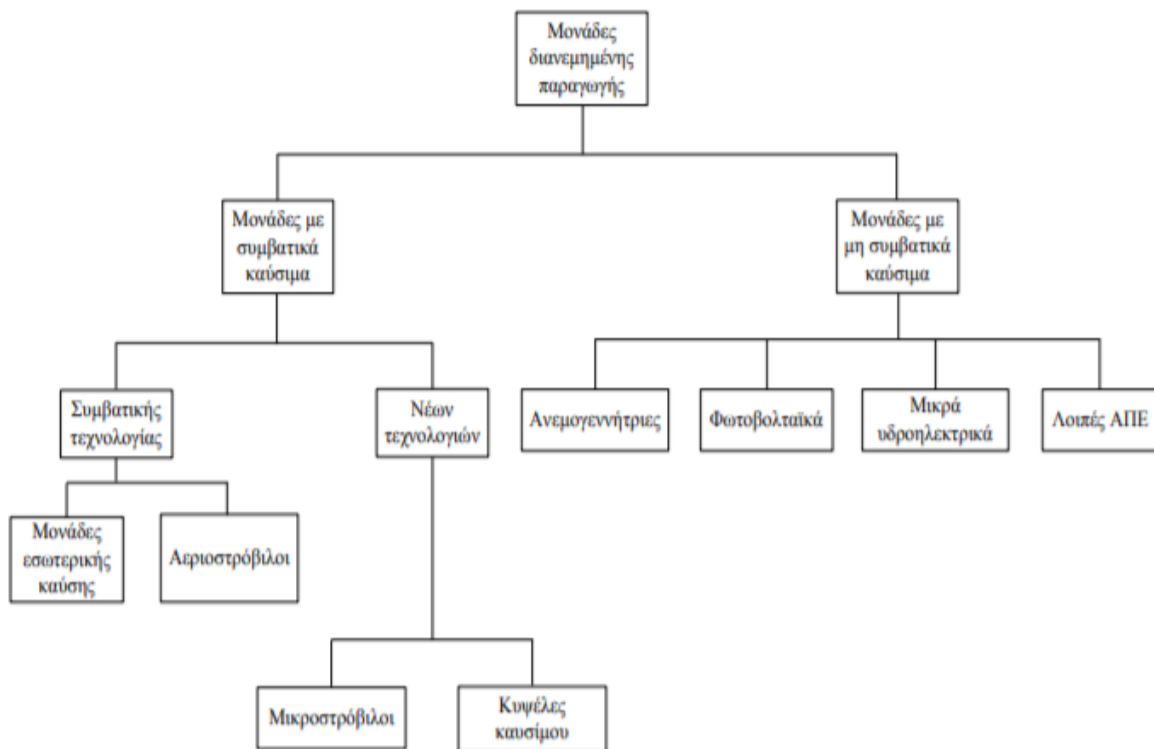 Μονάδες
διανεμημένης
παραγωγής
Μονάδες με
συμβατικά
καύσιμα
Μονάδες με
μη συμβατικά
καύσιμα
Συμβατικής
τεχνολογίας
Νέων
τεχνολογιών
Ανεμογεννήτριες
Φωτοβολταϊκά
Μικρά
υδροηλεκτρικά
Λοιπές ΑΠΕ
Μονάδες
εσωτερικής
καύσης
Αεριοστρόβιλοι
Μικροστρόβιλοι
Κυψέλες
καυσίμου